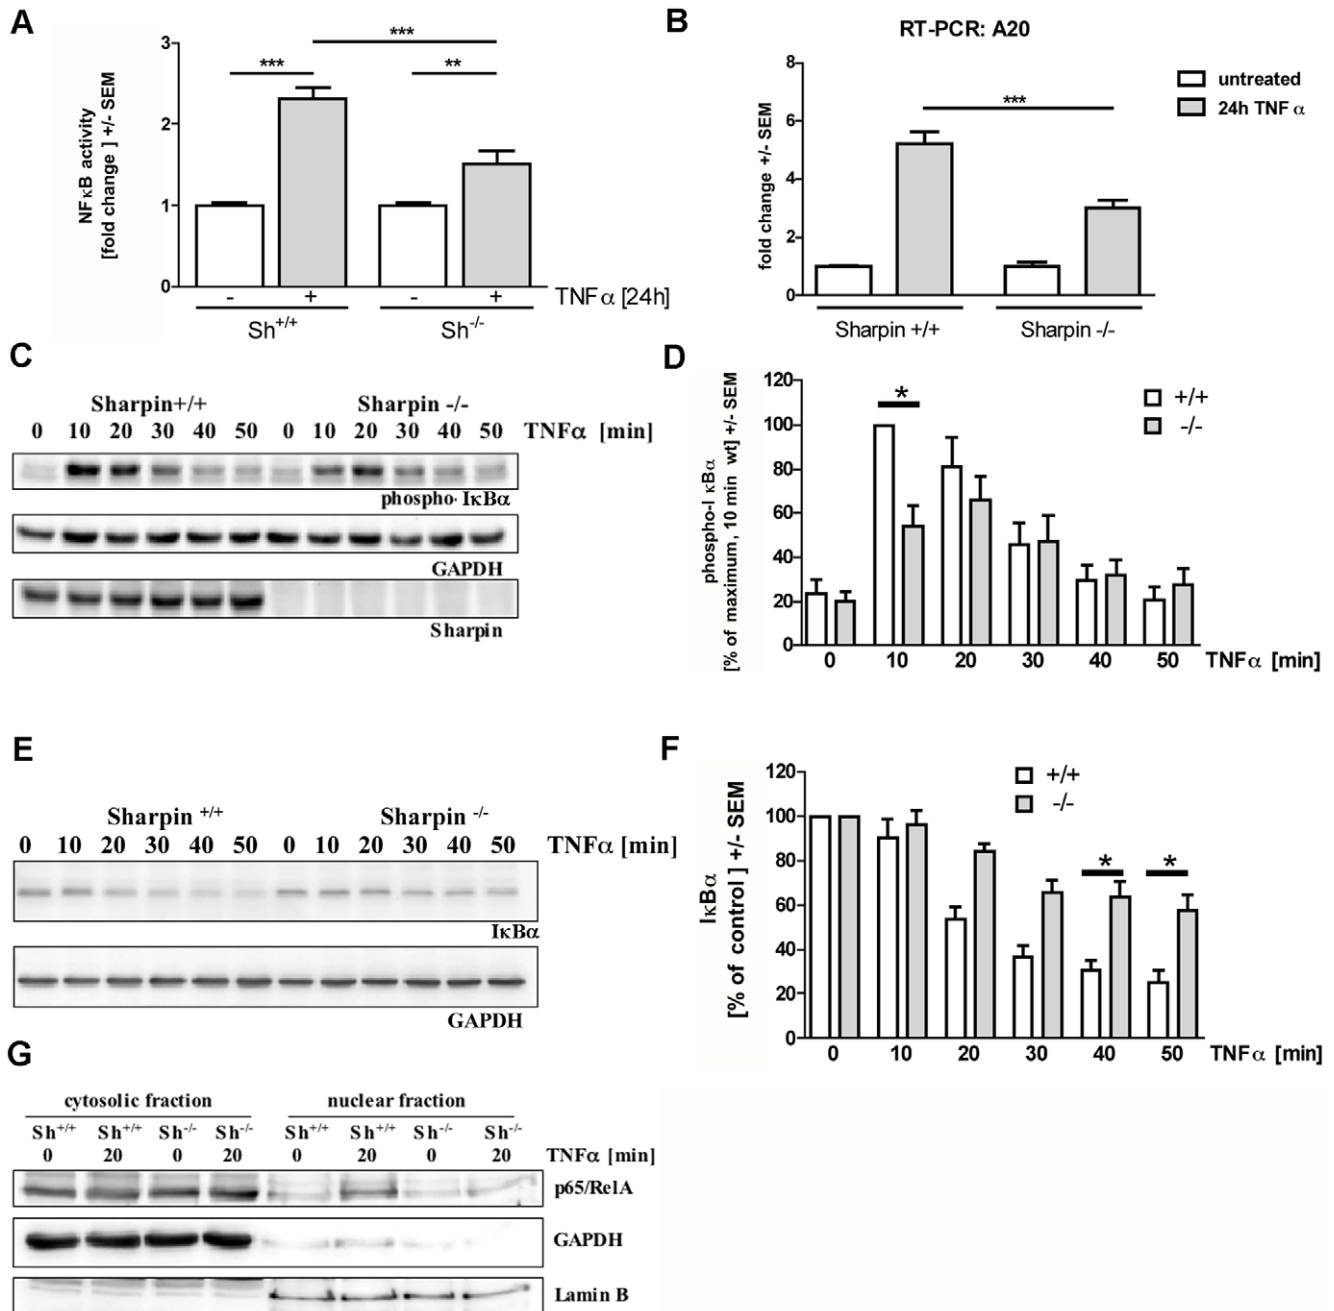 A
NFκB activity
[fold change ] +/- SEM
3
2
1
0
***
***
**
- + - + TNFα [24h]
Sh+/+ Sh-/-
B
RT-PCR: A20
fold change +/- SEM
8
6
4
2
0
***
untreated
24h TNF α
Sharpin +/+ Sharpin -/-
C
Sharpin+/+ Sharpin -/-
0 10 20 30 40 50 0 10 20 30 40 50 TNFα [min]
phospho- IκBα
GAPDH
Sharpin
D
phospho-I κBα
[% of maximum, 10 min wt] +/- SEM
120
100
80
60
40
20
0
*
+/+
-/-
0 10 20 30 40 50 TNFα [min]
E
Sharpin +/+ Sharpin -/-
0 10 20 30 40 50 0 10 20 30 40 50 TNFα [min]
IκBα
GAPDH
F
IκBα
[% of control ] +/- SEM
120
100
80
60
40
20
0
+/+
-/-
* *
0 10 20 30 40 50 TNFα [min]
G
cytosolic fraction nuclear fraction
Sh+/+ Sh+/+ Sh-/- Sh-/- Sh+/+ Sh+/+ Sh-/- Sh-/-
0 20 0 20 0 20 0 20 TNFα [min]
p65/RelA
GAPDH
Lamin B